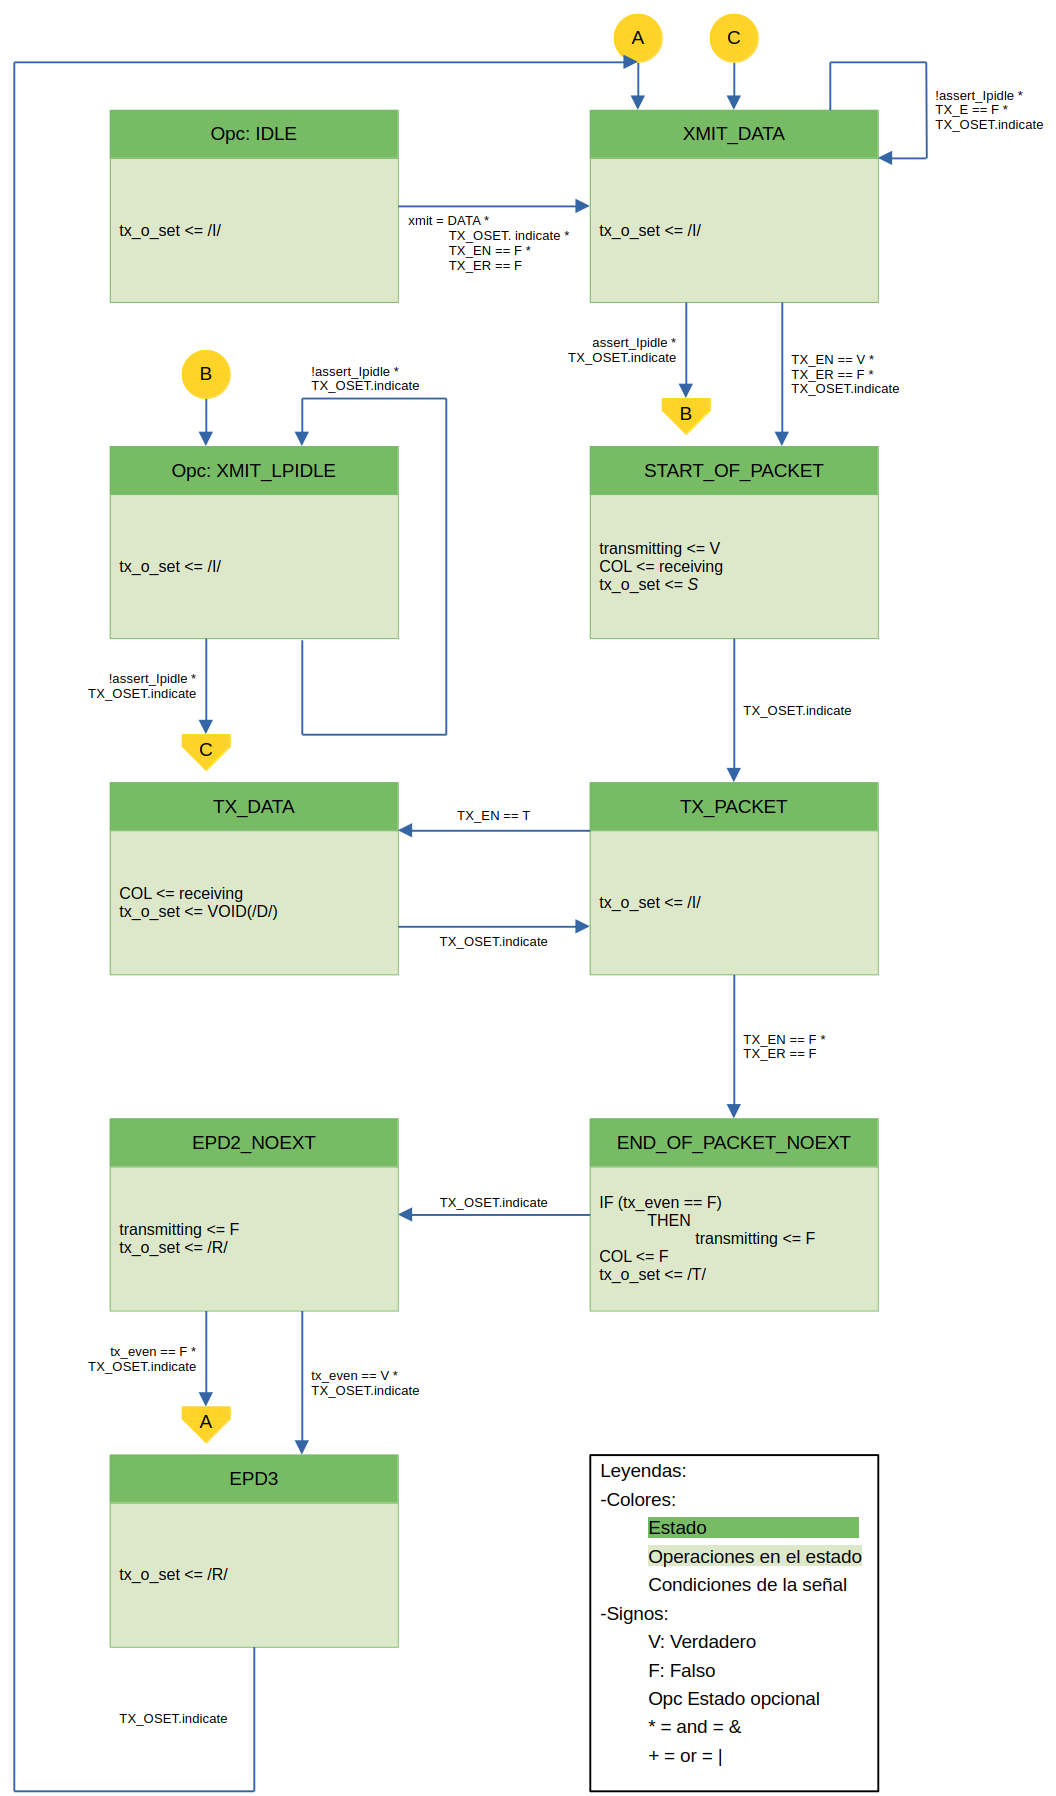 A
C
!assert_Ipidle *
TX_E == F *
TX_OSET.indicate
Opc: IDLE
tx_o_set <= /I/
XMIT_DATA
tx_o_set <= /I/
xmit = DATA *
TX_OSET. indicate *
TX_EN == F *
TX_ER == F
assert_Ipidle *
TX_OSET.indicate
B
TX_EN == V *
TX_ER == F *
TX_OSET.indicate
B
!assert_Ipidle *
TX_OSET.indicate
Opc: XMIT_LPIDLE
tx_o_set <= /I/
START_OF_PACKET
transmitting <= V
COL <= receiving
tx_o_set <= S
!assert_Ipidle *
TX_OSET.indicate
C
TX_OSET.indicate
TX_DATA
COL <= receiving
tx_o_set <= VOID(/D/)
TX_EN == T
TX_OSET.indicate
TX_PACKET
tx_o_set <= /I/
TX_EN == F *
TX_ER == F
EPD2_NOEXT
transmitting <= F
tx_o_set <= /R/
TX_OSET.indicate
END_OF_PACKET_NOEXT
IF (tx_even == F)
THEN
transmitting <= F
COL <= F
tx_o_set <= /T/
tx_even == F *
TX_OSET.indicate
A
tx_even == V *
TX_OSET.indicate
EPD3
tx_o_set <= /R/
TX_OSET.indicate
Leyendas:
-Colores:
Estado
Operaciones en el estado
Condiciones de la señal
-Signos:
V: Verdadero
F: Falso
Opc Estado opcional
* = and = &
+ = or = |